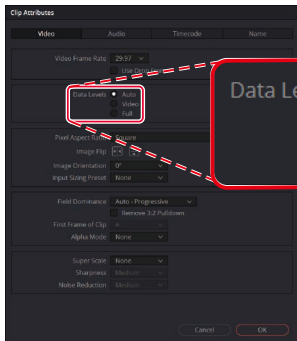 Clip Attributes
Video Audio Timecode Name
Video Frame Rate 29.97
Use Drop Frame
Data Levels Auto
Video
Full
Data Le
Pixel Aspect Ratio Square
Image Flip
Image Orientation 0°
Input Sizing Preset None
Field Dominance Auto - Progressive
Remove 3:2 Pulldown
First Frame of Clip A
Alpha Mode None
Super Scale None
Sharpness Medium
Noise Reduction Medium
Cancel OK